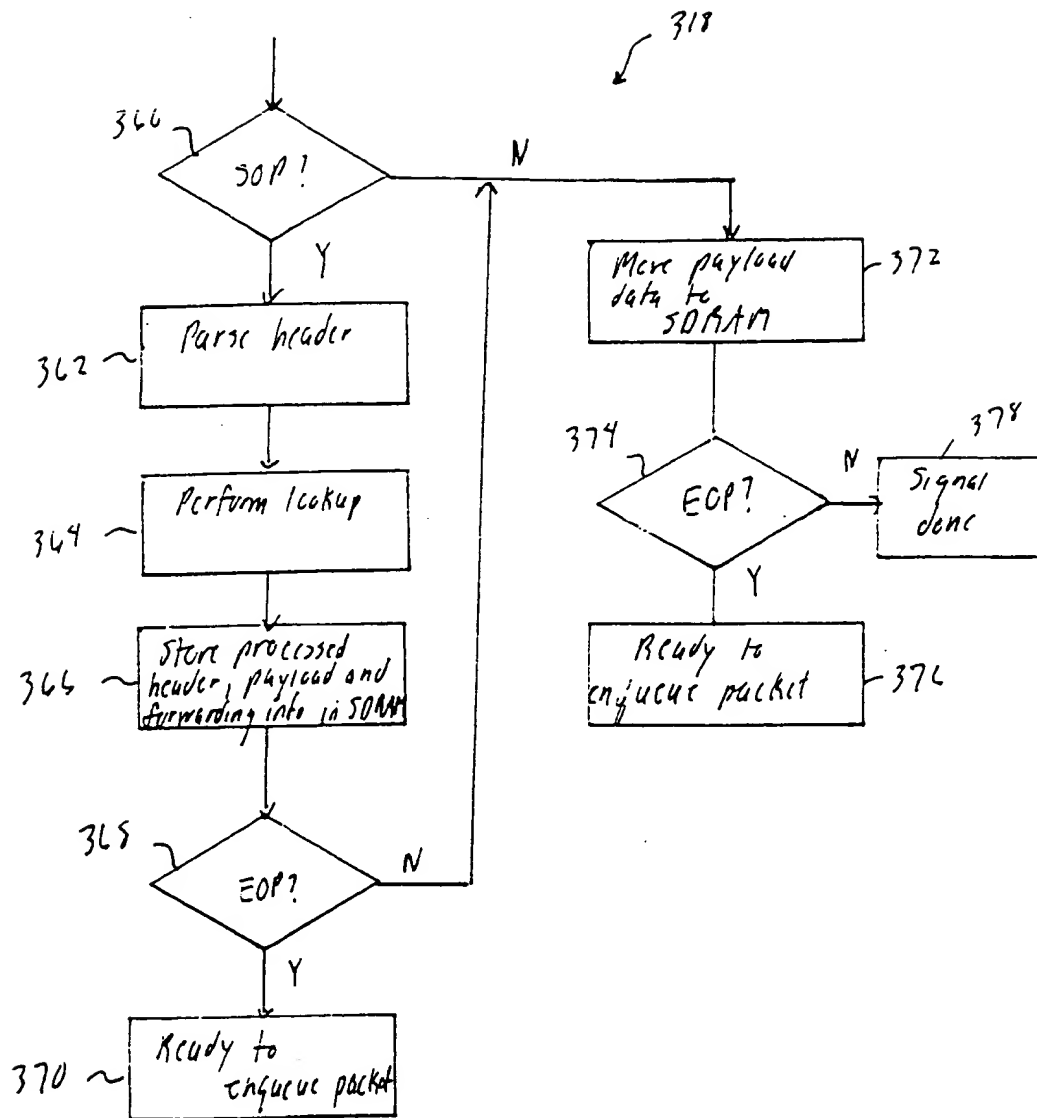 318
360
SOP?
N
Y
Move payload
data to
SDRAM
372
Parse header
362
374
EOP?
N
378
Signal
done
Y
Perform lookup
364
Ready to
enqueue packet
376
Store processed
header, payload and
forwarding info in SDRAM
366
368
EOP?
N
Y
Ready to
enqueue packet
370